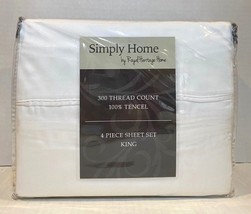 Simply Home
by Royal Heritage Home
300 THREAD COUNT
100% TENCEL
4 PIECE SHEET SET
KING